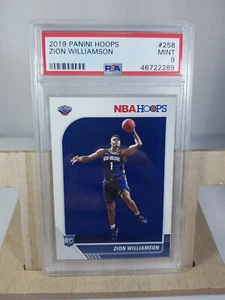 2019 PANINI HOOPS #258
ZION WILLIAMSON MINT
PSA 9
46722289
NBA HOOPS
NEW ORLEANS
1
RC
ZION WILLIAMSON